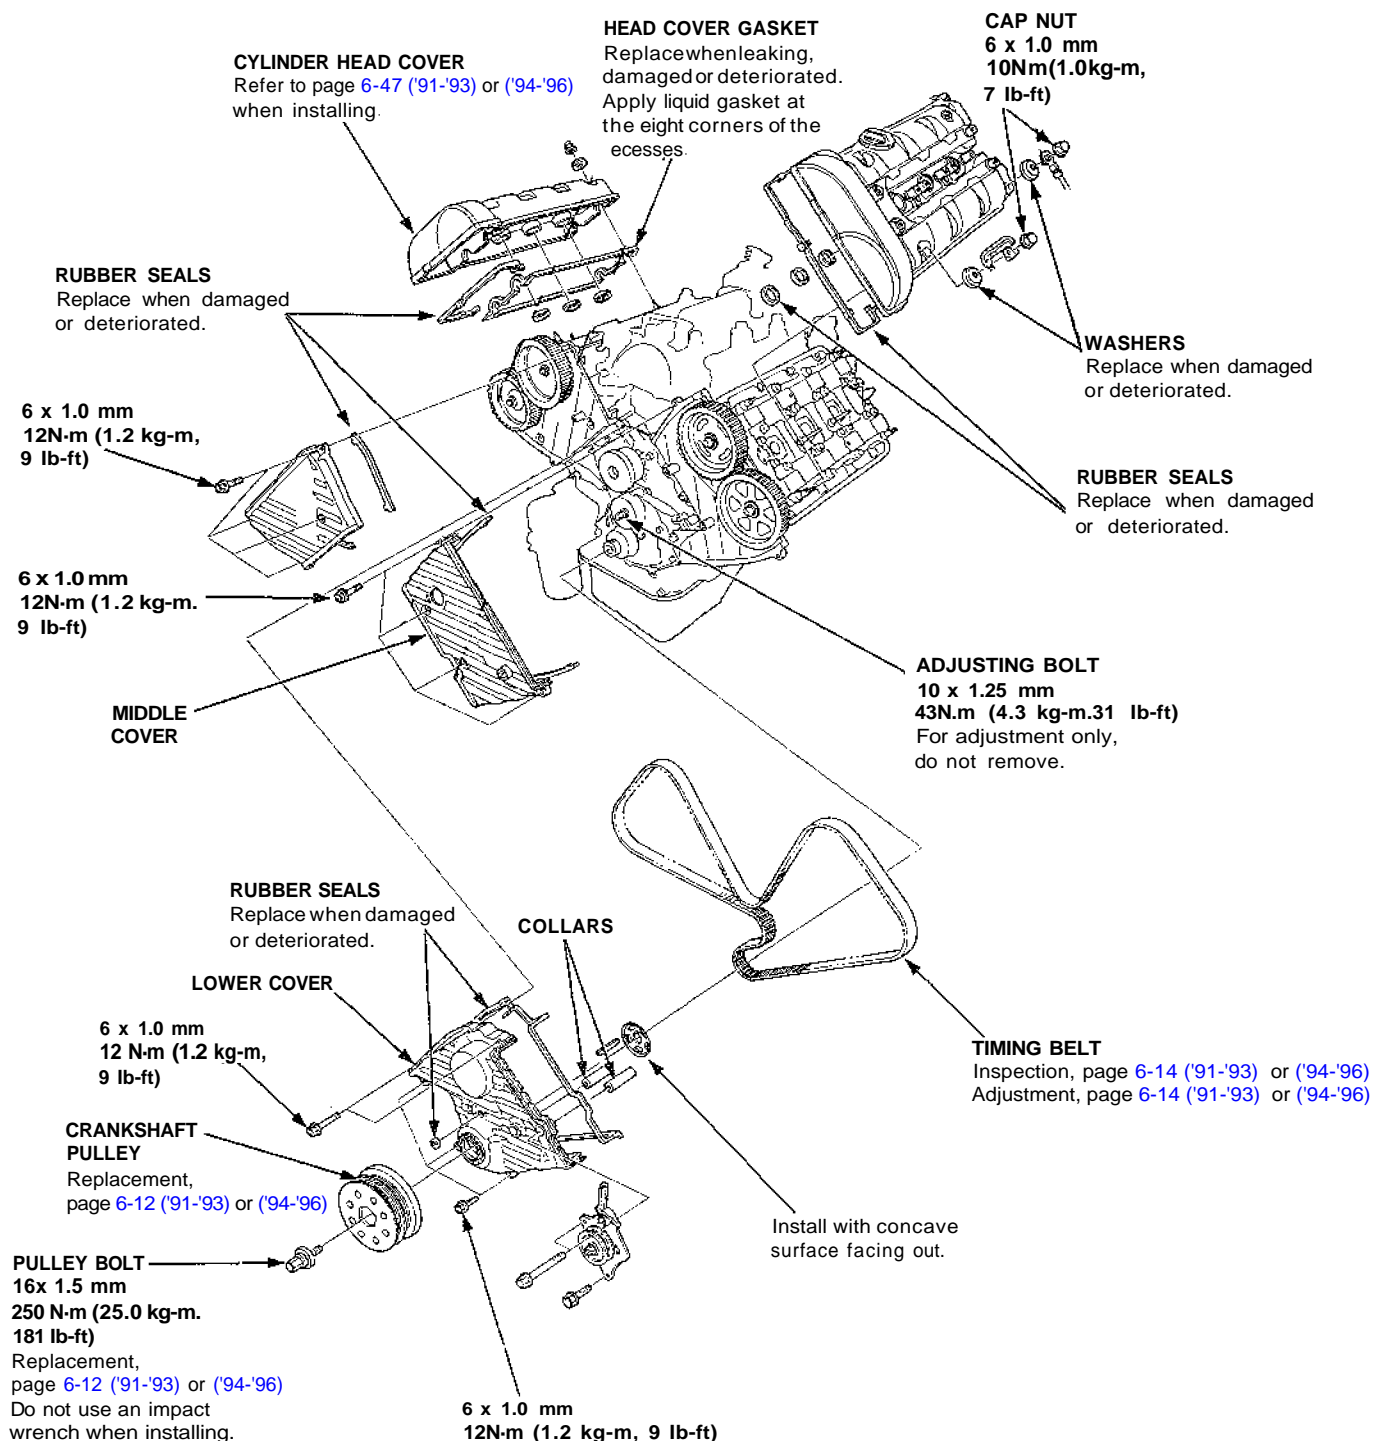 HEAD COVER GASKET
Replacewhenleaking,
damaged or deteriorated.
Apply liquid gasket at
the eight corners of the
ecesses.
CAP NUT
6 x 1.0 mm
10Nm(1.0kg-m,
7 lb-ft)
CYLINDER HEAD COVER
Refer to page 6-47 ('91-'93) or ('94-'96)
when installing.
RUBBER SEALS
Replace when damaged
or deteriorated.
WASHERS
Replace when damaged
or deteriorated.
6 x 1.0 mm
12N·m (1.2 kg-m,
9 lb-ft)
RUBBER SEALS
Replace when damaged
or deteriorated.
6 x 1.0 mm
12N·m (1.2 kg-m.
9 lb-ft)
MIDDLE
COVER
ADJUSTING BOLT
10 x 1.25 mm
43N.m (4.3 kg-m.31 lb-ft)
For adjustment only,
do not remove.
RUBBER SEALS
Replace when damaged
or deteriorated.
COLLARS
LOWER COVER
6 x 1.0 mm
12 N·m (1.2 kg-m,
9 lb-ft)
TIMING BELT
Inspection, page 6-14 ('91-'93) or ('94-'96)
Adjustment, page 6-14 ('91-'93) or ('94-'96)
CRANKSHAFT
PULLEY
Replacement,
page 6-12 ('91-'93) or ('94-'96)
Install with concave
surface facing out.
PULLEY BOLT
16x 1.5 mm
250 N·m (25.0 kg-m.
181 lb-ft)
Replacement,
page 6-12 ('91-'93) or ('94-'96)
Do not use an impact
wrench when installing.
6 x 1.0 mm
12N·m (1.2 kg-m, 9 lb-ft)